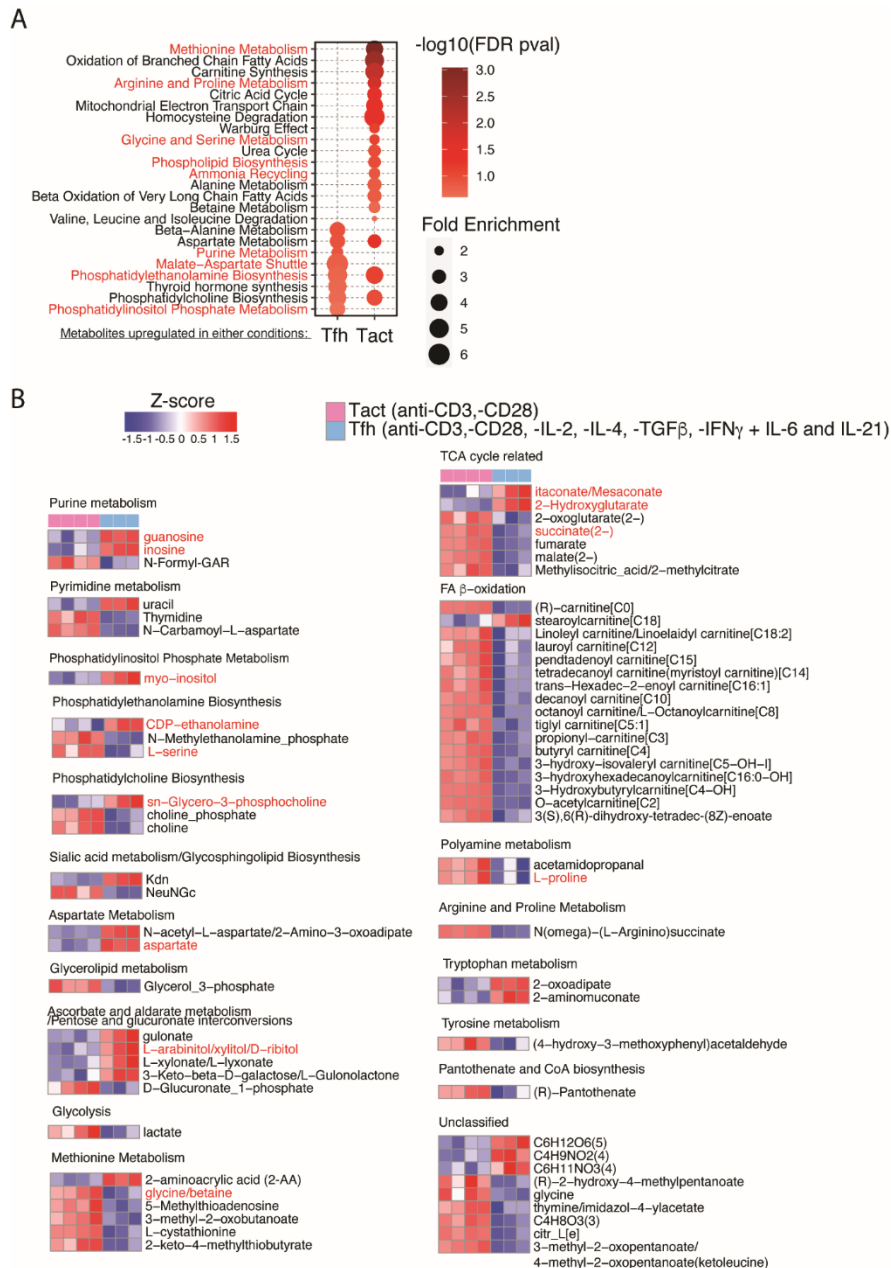 A
Methionine Metabolism
Oxidation of Branched Chain Fatty Acids
Carnitine Synthesis
Arginine and Proline Metabolism
Citric Acid Cycle
Mitochondrial Electron Transport Chain
Homocysteine Degradation
Warburg Effect
Glycine and Serine Metabolism
Urea Cycle
Phospholipid Biosynthesis
Ammonia Recycling
Alanine Metabolism
Beta Oxidation of Very Long Chain Fatty Acids
Betaine Metabolism
Valine, Leucine and Isoleucine Degradation
Beta-Alanine Metabolism
Aspartate Metabolism
Purine Metabolism
Malate-Aspartate Shuttle
Phosphatidylethanolamine Biosynthesis
Thyroid hormone synthesis
Phosphatidylcholine Biosynthesis
Phosphatidylinositol Phosphate Metabolism
Metabolites upregulated in either conditions: Tfh Tact
-log10(FDR pval)
3.0
2.5
2.0
1.5
1.0
Fold Enrichment
2
3
4
5
6
B
Z-score
-1.5 -1 -0.5 0 0.5 1 1.5
Tact (anti-CD3,-CD28)
Tfh (anti-CD3,-CD28, -IL-2, -IL-4, -TGFβ, -IFNγ + IL-6 and IL-21)
Purine metabolism
guanosine
inosine
N-Formyl-GAR
Pyrimidine metabolism
uracil
Thymidine
N-Carbamoyl-L-aspartate
Phosphatidylinositol Phosphate Metabolism
myo-inositol
Phosphatidylethanolamine Biosynthesis
CDP-ethanolamine
N-Methylethanolamine_phosphate
L-serine
Phosphatidylcholine Biosynthesis
sn-Glycero-3-phosphocholine
choline_phosphate
choline
Sialic acid metabolism/Glycosphingolipid Biosynthesis
Kdn
NeuNGc
Aspartate Metabolism
N-acetyl-L-aspartate/2-Amino-3-oxoadipate
aspartate
Glycerolipid metabolism
Glycerol_3-phosphate
Ascorbate and aldarate metabolism
/Pentose and glucuronate interconversions
gulonate
L-arabinitol/xylitol/D-ribitol
L-xylonate/L-lyxonate
3-Keto-beta-D-galactose/L-Gulonolactone
D-Glucuronate_1-phosphate
Glycolysis
lactate
Methionine Metabolism
2-aminoacrylic acid (2-AA)
glycine/betaine
5-Methylthioadenosine
3-methyl-2-oxobutanoate
L-cystathionine
2-keto-4-methylthiobutyrate
TCA cycle related
itaconate/Mesaconate
2-Hydroxyglutarate
2-oxoglutarate(2-)
succinate(2-)
fumarate
malate(2-)
Methylisocitric_acid/2-methylcitrate
FA β-oxidation
(R)-carnitine[C0]
stearoylcarnitine[C18]
Linoleyl carnitine/Linoelaidyl carnitine[C18:2]
lauroyl carnitine[C12]
pendtadenoyl carnitine[C15]
tetradecanoyl carnitine(myristoyl carnitine)[C14]
trans-Hexadec-2-enoyl carnitine[C16:1]
decanoyl carnitine[C10]
octanoyl carnitine/L-Octanoylcarnitine[C8]
tiglyl carnitine[C5:1]
propionyl-carnitine[C3]
butyryl carnitine[C4]
3-hydroxy-isovaleryl carnitine[C5-OH-I]
3-hydroxyhexadecanoylcarnitine[C16:0-OH]
3-Hydroxybutyrylcarnitine[C4-OH]
O-acetylcarnitine[C2]
3(S),6(R)-dihydroxy-tetradec-(8Z)-enoate
Polyamine metabolism
acetamidopropanal
L-proline
Arginine and Proline Metabolism
N(omega)-(L-Arginino)succinate
Tryptophan metabolism
2-oxoadipate
2-aminomuconate
Tyrosine metabolism
(4-hydroxy-3-methoxyphenyl)acetaldehyde
Pantothenate and CoA biosynthesis
(R)-Pantothenate
Unclassified
C6H12O6(5)
C4H9NO2(4)
C6H11NO3(4)
(R)-2-hydroxy-4-methylpentanoate
glycine
thymine/imidazol-4-ylacetate
C4H8O3(3)
citr_L[e]
3-methyl-2-oxopentanoate/
4-methyl-2-oxopentanoate(ketoleucine)